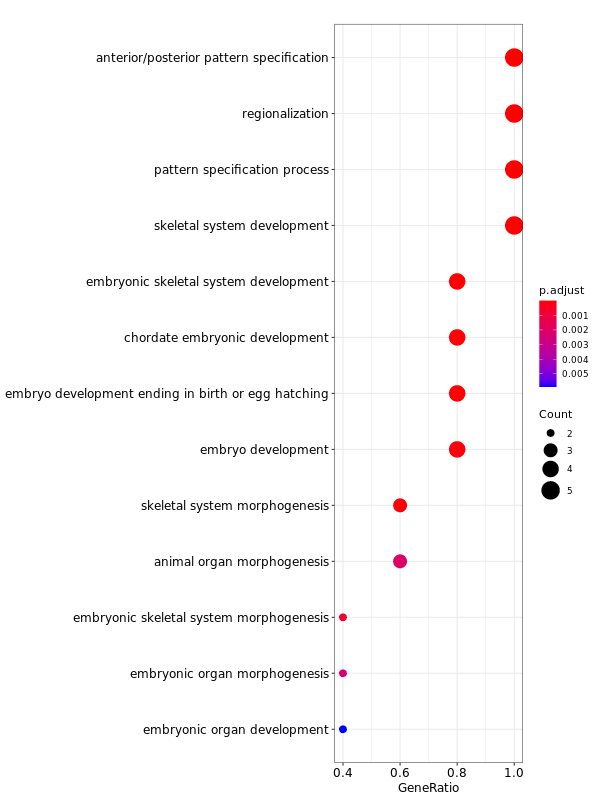 anterior/posterior pattern specification
regionalization
pattern specification process
skeletal system development
embryonic skeletal system development
chordate embryonic development
embryo development ending in birth or egg hatching
embryo development
skeletal system morphogenesis
animal organ morphogenesis
embryonic skeletal system morphogenesis
embryonic organ morphogenesis
embryonic organ development
0.4 0.6 0.8 1.0
GeneRatio
p.adjust
0.001
0.002
0.003
0.004
0.005
Count
2
3
4
5